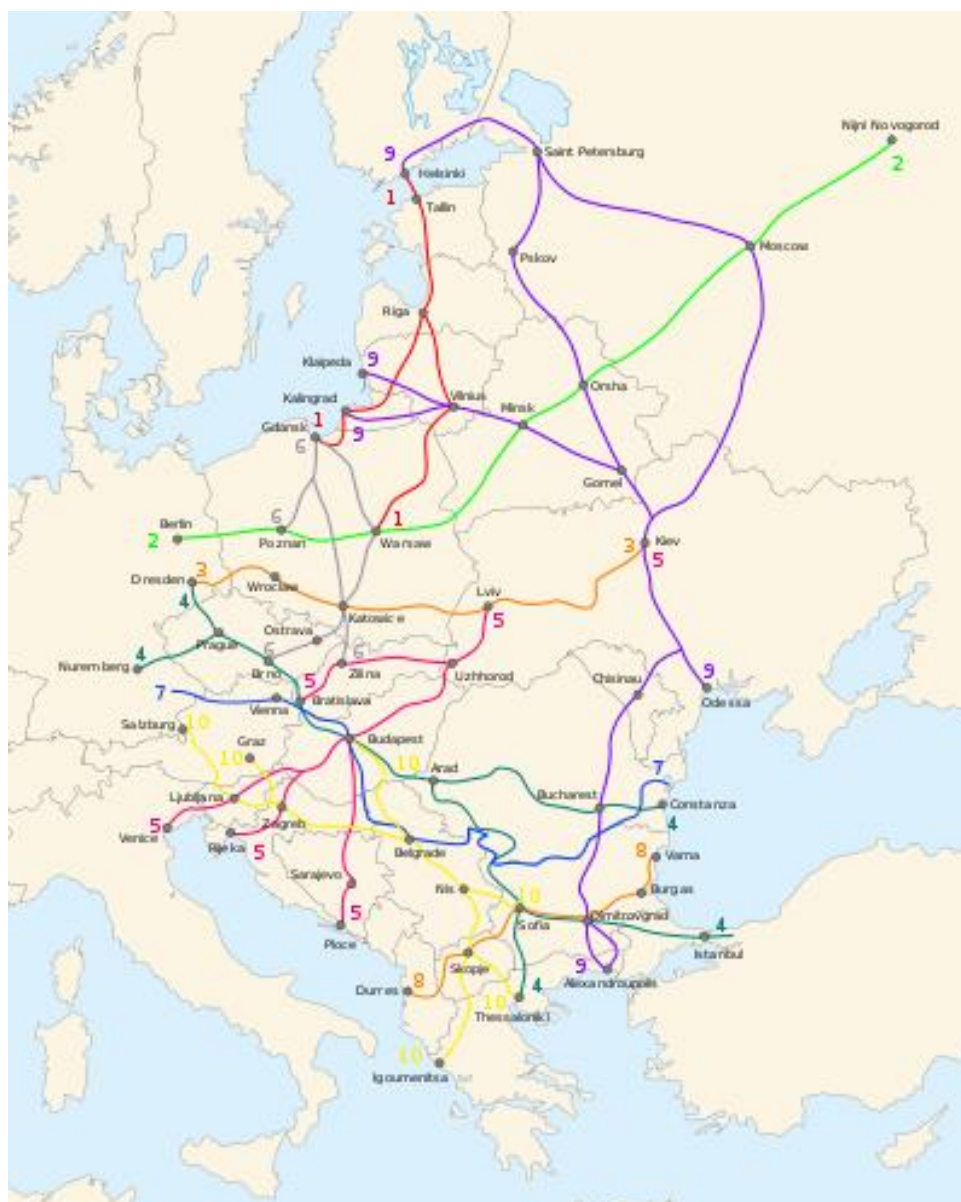 Nijni Novogorod
2
9
Saint Petersburg
Helsinki
1
Tallin
Moscow
Pskov
Riga
Klaipeda
9
Orsha
Kalingrad
Vilnius
Minsk
1
Gdansk
9
6
Gomel
6
1
Berlin
2
Poznan
Warsaw
3
Kiev
5
3
Dresden
Wroclaw
Lviv
4
Katowice
5
Ostrava
Prague
4
6
6
Nuremberg
Brno
Zilina
Uzhhorod
5
Chisinau
9
7
Vienna
Bratislava
Odessa
Salzburg
10
Graz
Budapest
10
10
Arad
7
Ljubljana
Bucharest
Constanza
5
Zagreb
4
Venice
Rijeka
Belgrade
5
8
Varna
Sarajevo
Nis
10
Burgas
5
Sofia
Dimitrovgrad
4
Ploce
Istanbul
Skopje
9
8
4
Alexandroupolis
Durres
10
Thessaloniki
10
Igoumenitsa